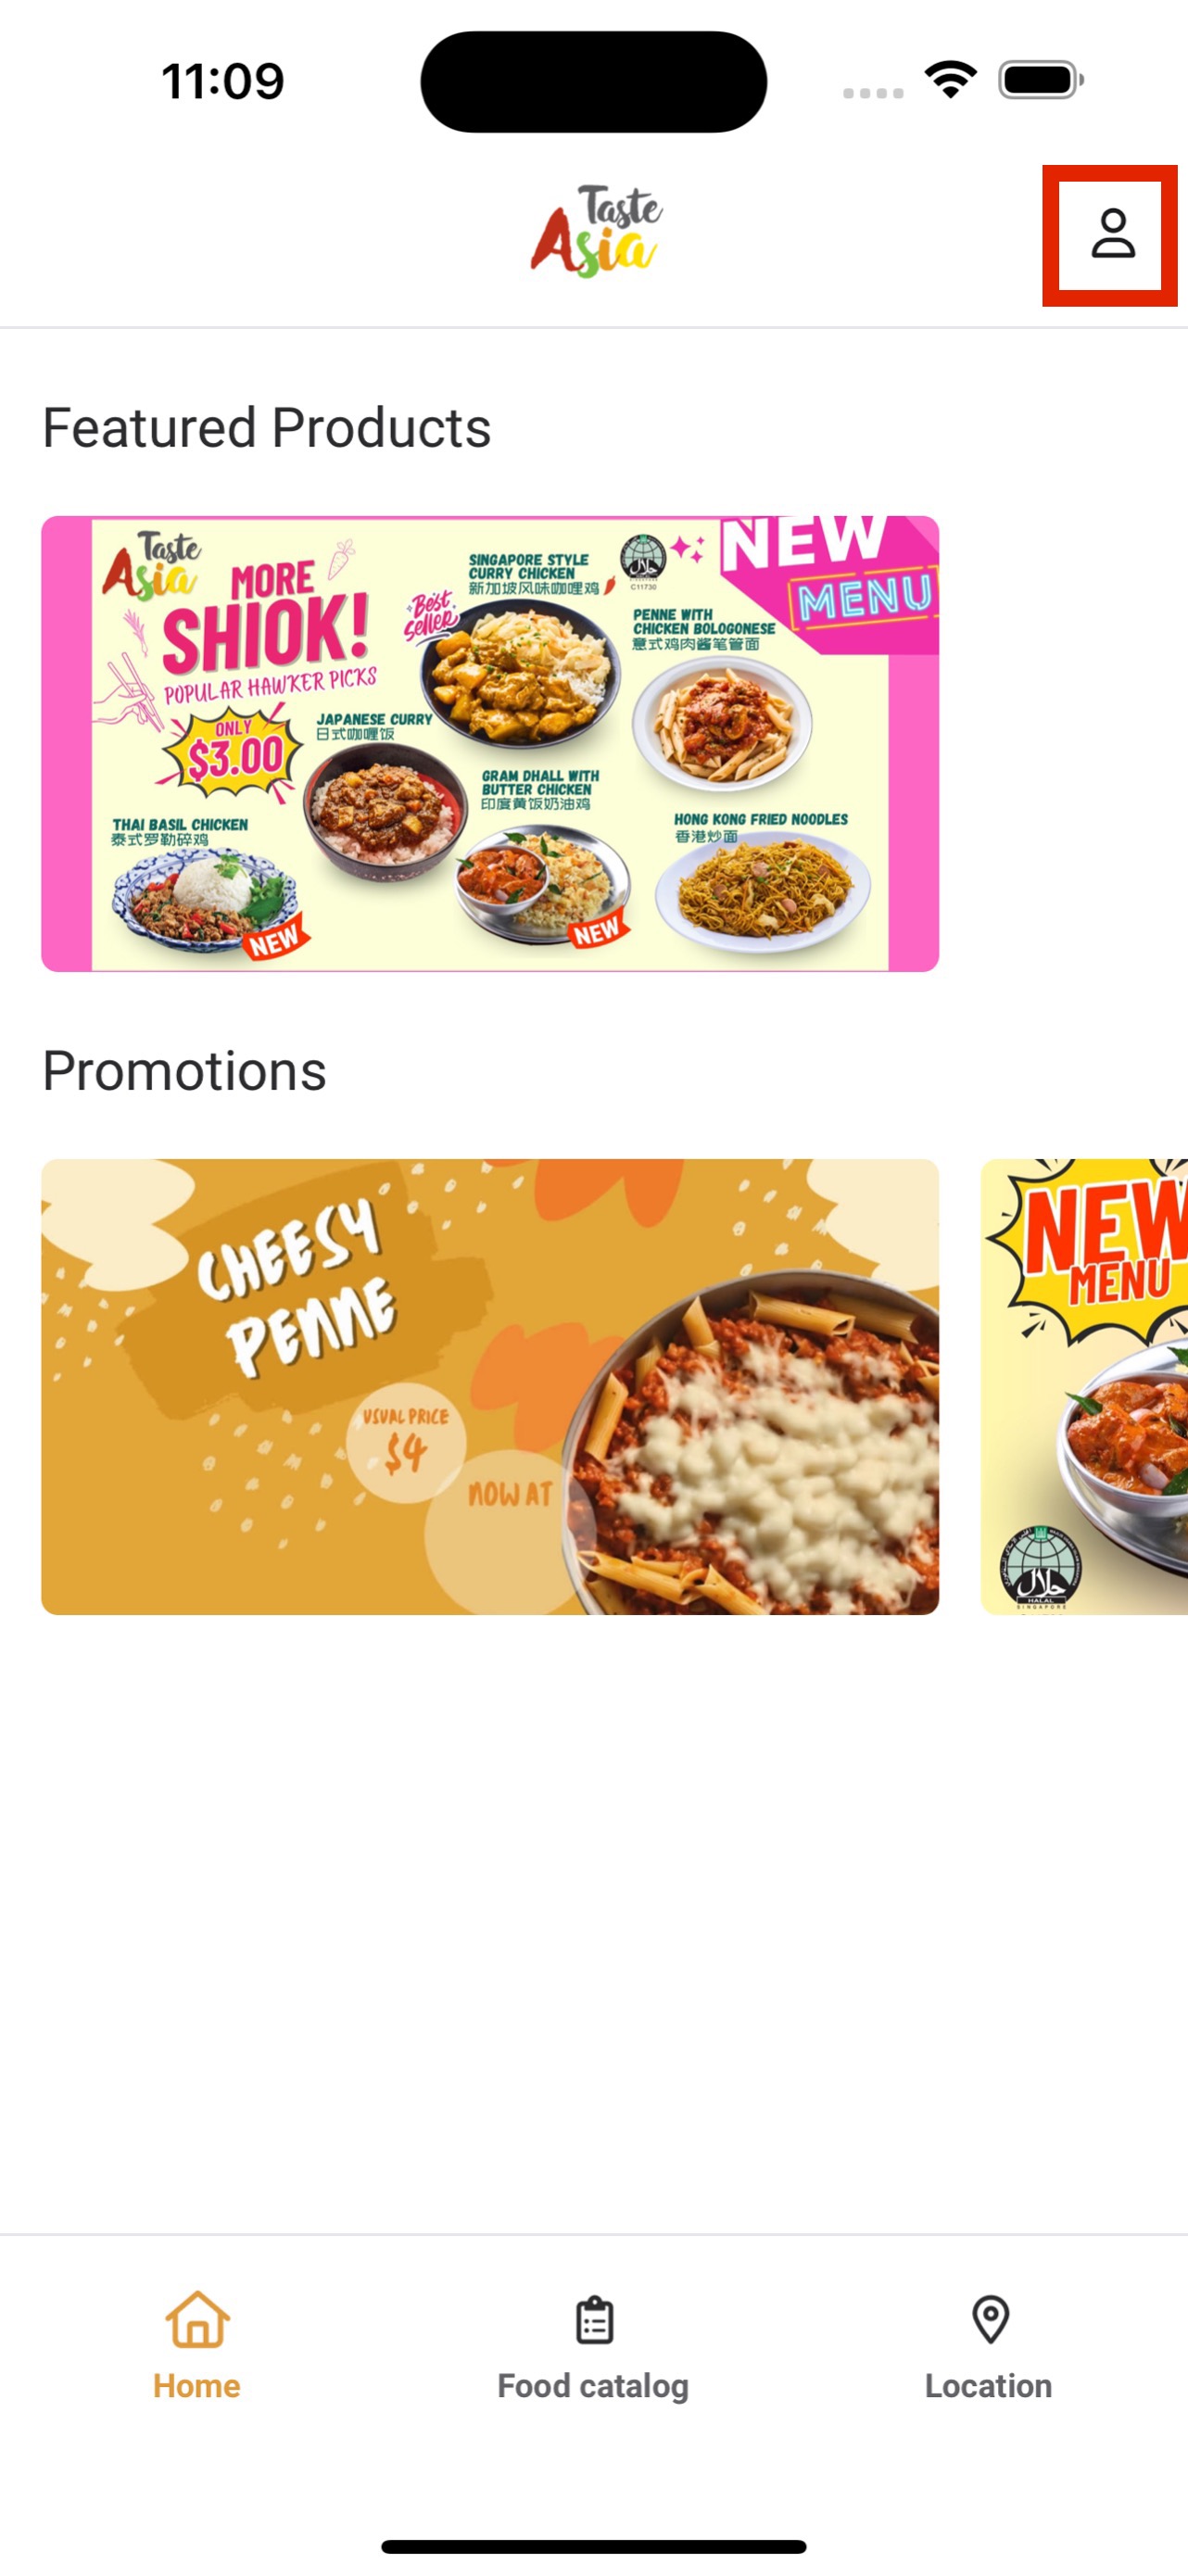 11:09
Taste
Asia
Featured Products
Taste
Asia
MORE
SHIOK!
POPULAR HAWKER PICKS
ONLY
$3.00
Best
Seller
SINGAPORE STYLE
CURRY CHICKEN
新加坡风味咖哩鸡
C11730
NEW
MENU
PENNE WITH
CHICKEN BOLOGONESE
意式鸡肉酱笔管面
JAPANESE CURRY
日式咖喱饭
GRAM DHALL WITH
BUTTER CHICKEN
印度黄饭奶油鸡
NEW
THAI BASIL CHICKEN
泰式罗勒碎鸡
NEW
HONG KONG FRIED NOODLES
香港炒面
Promotions
CHEESY
PENNE
USUAL PRICE
$4
NOW AT
NEW
MENU
حلال
HALAL
SINGAPORE
Home
Food catalog
Location